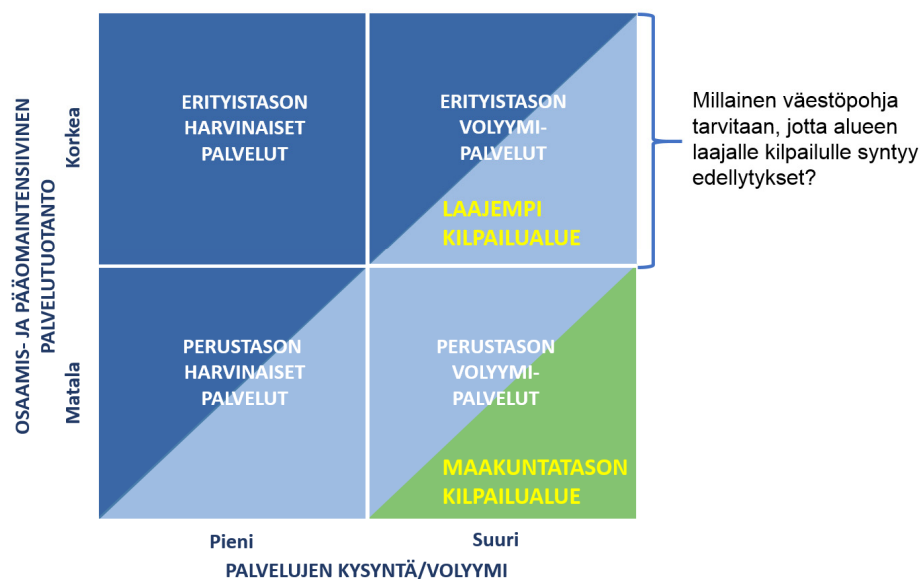 OSAAMIS- JA PÄÄOMAINTENSIIVINEN
PALVELUTUOTANTO
Korkea
Matala
ERITYISTASON
HARVINAISET
PALVELUT
ERITYISTASON
VOLYYMI-
PALVELUT
LAAJEMPI
KILPAILUALUE
Millainen väestöpohja
tarvitaan, jotta alueen
laajalle kilpailulle syntyy
edellytykset?
PERUSTASON
HARVINAISET
PALVELUT
PERUSTASON
VOLYYMI-
PALVELUT
MAAKUNTATASON
KILPAILUALUE
Pieni
Suuri
PALVELUJEN KYSYNTÄ/VOLYYMI